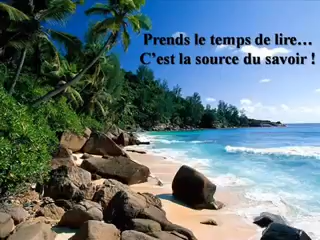 Prends le temps de lire…
C'est la source du savoir !